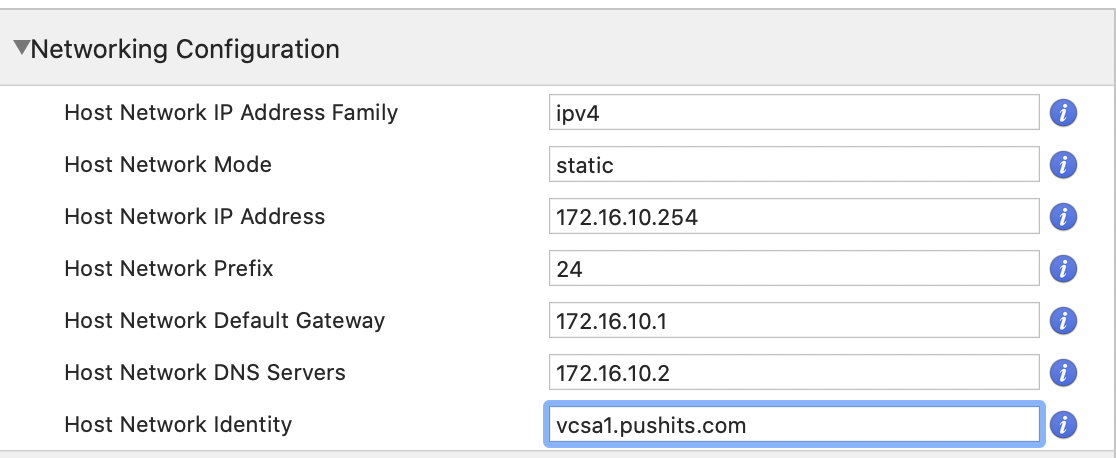 Networking Configuration
Host Network IP Address Family ipv4
Host Network Mode static
Host Network IP Address 172.16.10.254
Host Network Prefix 24
Host Network Default Gateway 172.16.10.1
Host Network DNS Servers 172.16.10.2
Host Network Identity vcsa1.pushits.com